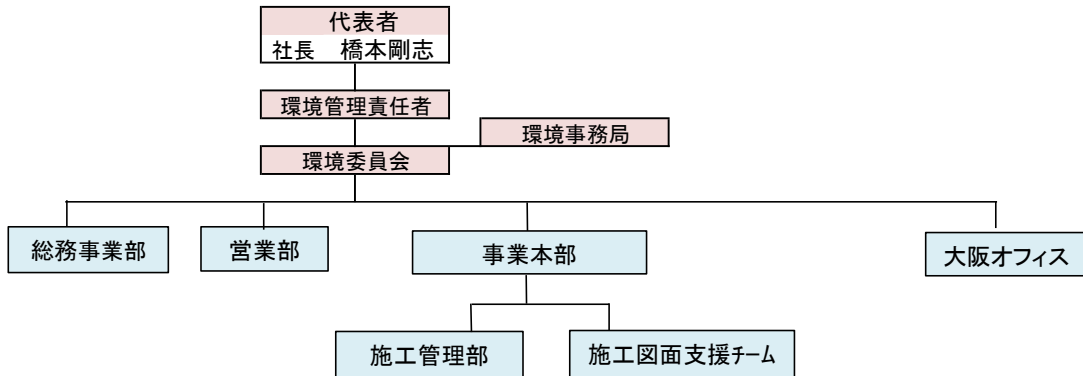 代表者
社長　橋本剛志
環境管理責任者
環境事務局
環境委員会
総務事業部
営業部
事業本部
大阪オフィス
施工管理部
施工図面支援ﾁｰﾑ